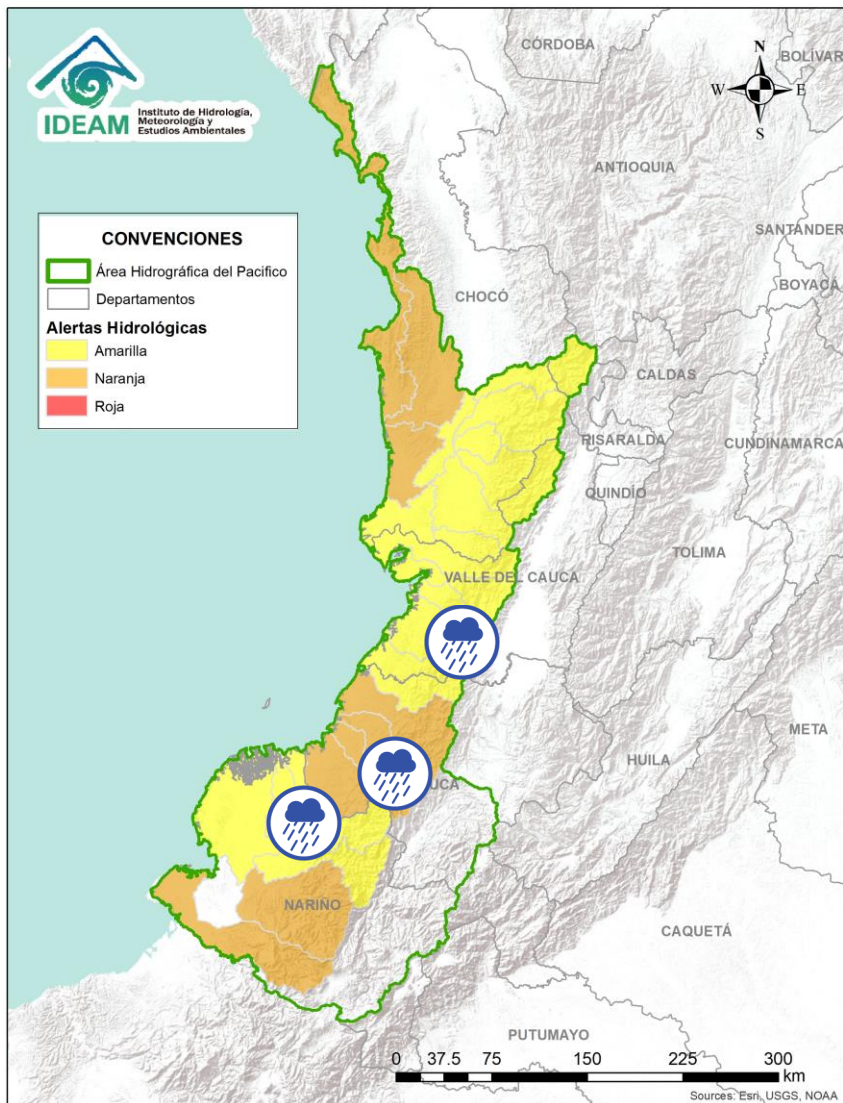 IDEAM
Instituto de Hidrología,
Meteorología y
Estudios Ambientales
CÓRDOBA
BOLÍVAR
N
W
E
S
ANTIOQUIA
SANTANDER
BOYACÁ
CONVENCIONES
Área Hidrográfica del Pacifico
Departamentos
Alertas Hidrológicas
Amarilla
Naranja
Roja
CHOCÓ
CALDAS
RISARALDA
CUNDINAMARCA
QUINDÍO
TOLIMA
VALLE DEL CAUCA
META
HUILA
UCA
NARIÑO
CAQUETÁ
PUTUMAYO
0 37.5 75 150 225 300
km
Sources: Esri, USGS, NOAA